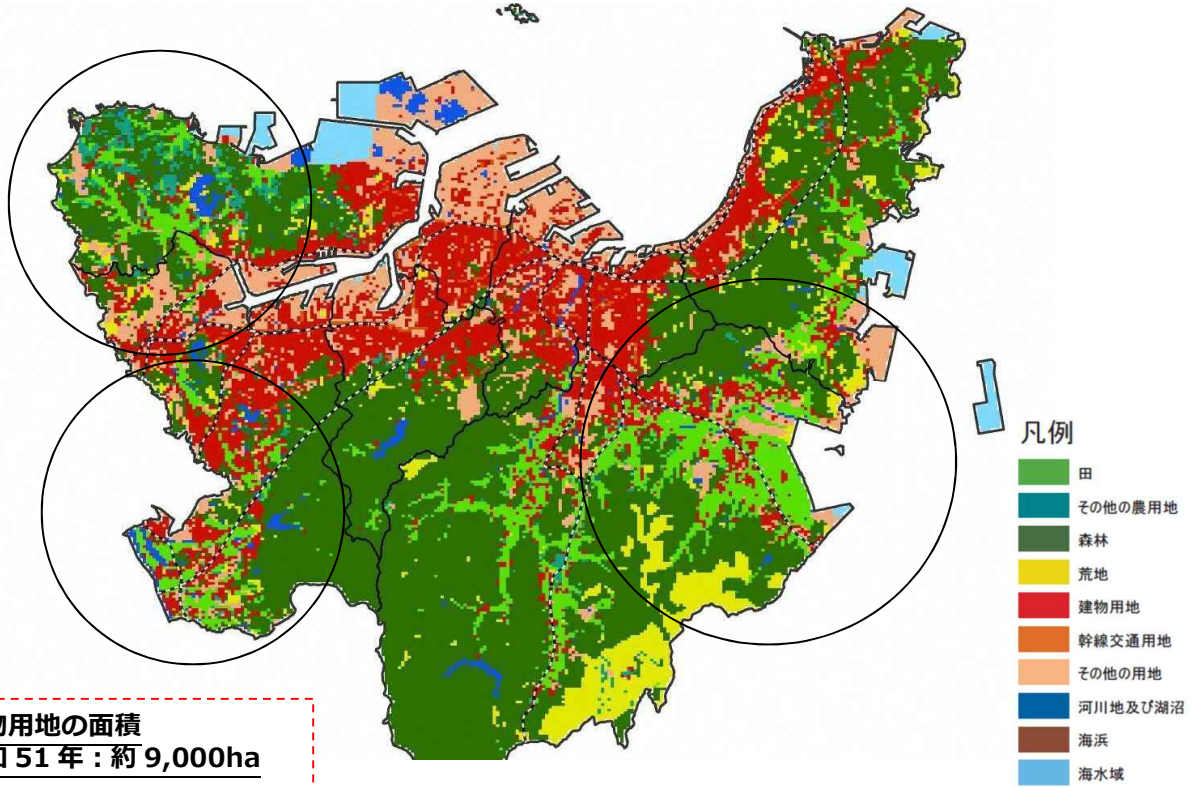 凡例
田
その他の農用地
森林
荒地
建物用地
幹線交通用地
その他の用地
河川地及び湖沼
海浜
海水域
用地の面積
51年：約9,000ha